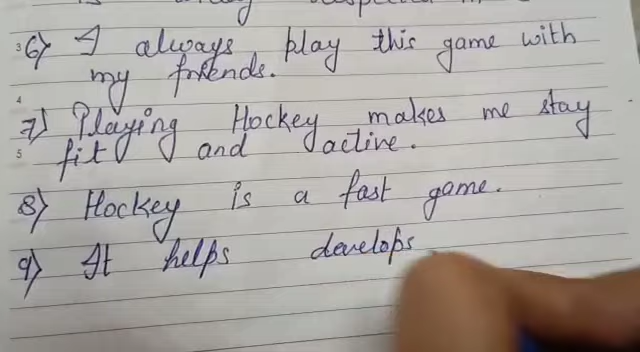 6) I always play this game with
my friends.
7) Playing Hockey makes me stay
fit and active.
8) Hockey is a fast game.
9) It helps develops